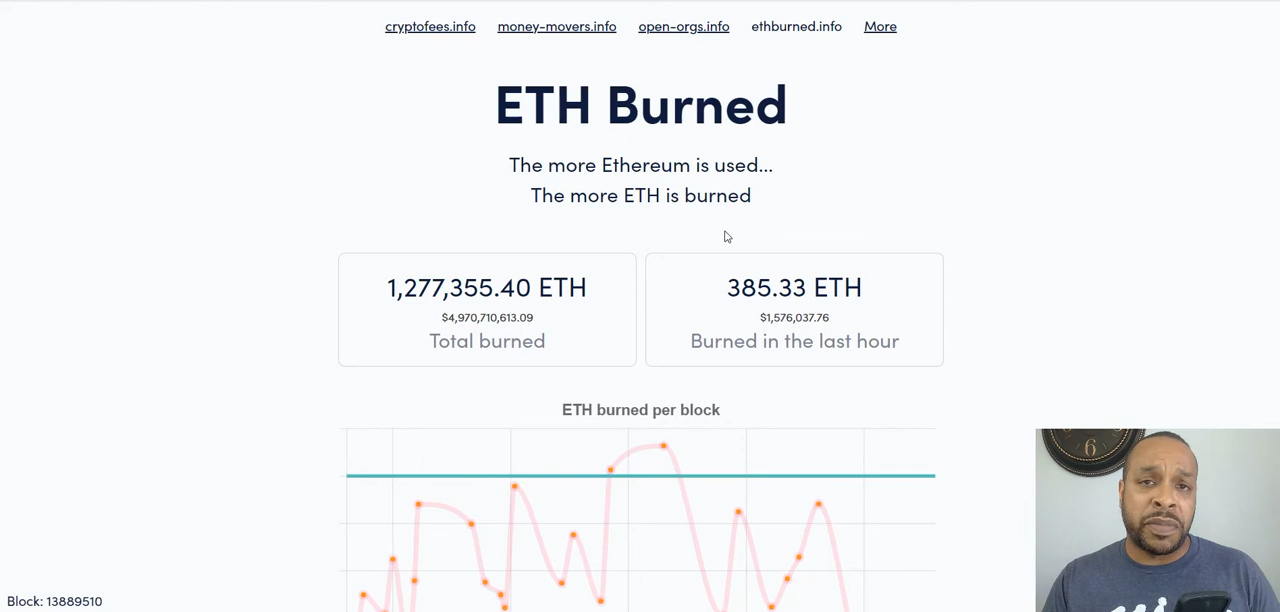 cryptofees.info money-movers.info open-orgs.info ethburned.info More
ETH Burned
The more Ethereum is used...
The more ETH is burned
1,277,355.40 ETH
$4,970,710,613.09
Total burned
385.33 ETH
$1,576,037.76
Burned in the last hour
ETH burned per block
6
Block: 13889510